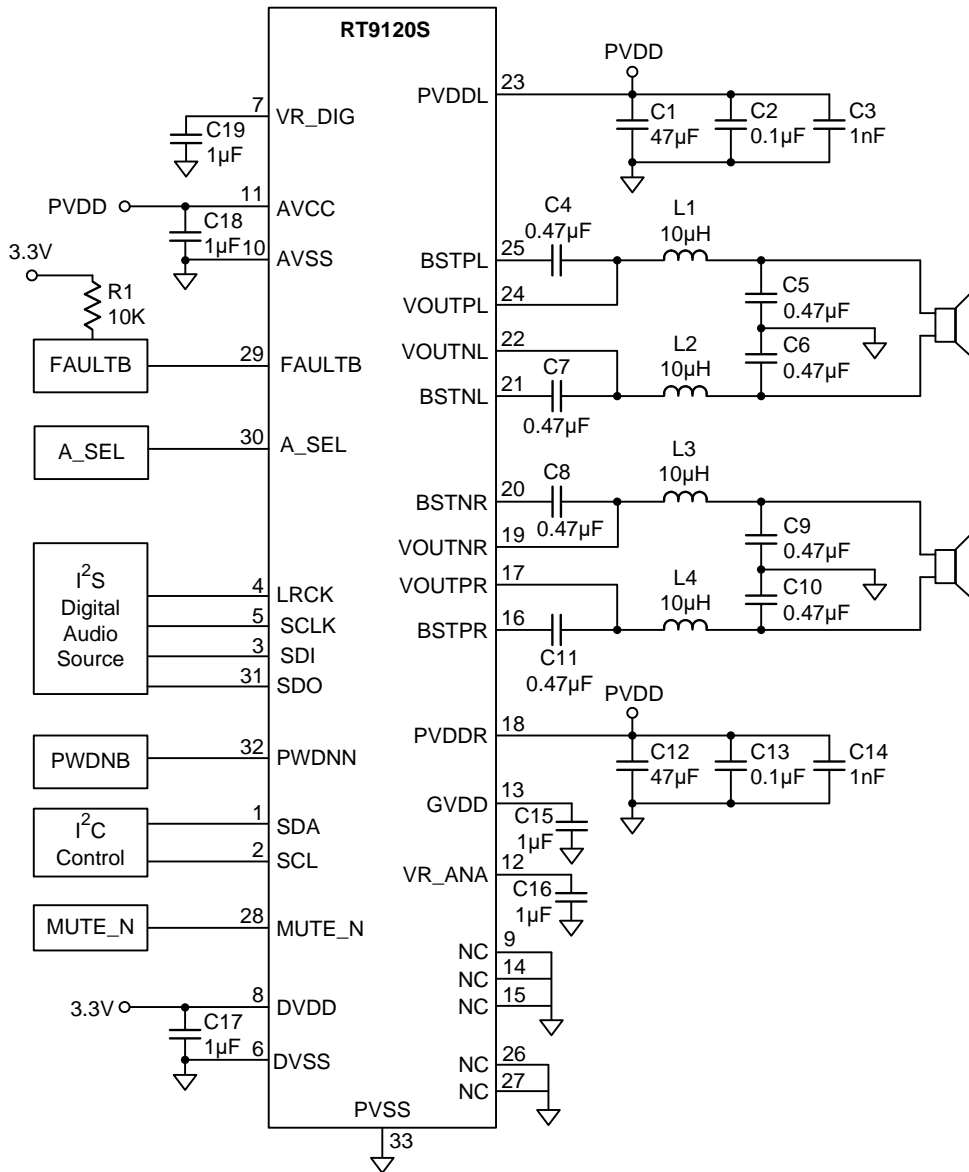 RT9120S
7
VR_DIG
C19
1µF
PVDD
11
AVCC
C18
1µF
10
AVSS
3.3V
R1
10K
FAULTB
29
FAULTB
A_SEL
30
A_SEL
I²S
Digital
Audio
Source
4
LRCK
5
SCLK
3
SDI
31
SDO
PWDNB
32
PWDNN
I²C
Control
1
SDA
2
SCL
MUTE_N
28
MUTE_N
3.3V
8
DVDD
C17
1µF
6
DVSS
PVSS
33
PVDD
PVDDL
23
C1
47µF
C2
0.1µF
C3
1nF
BSTPL
25
C4
0.47µF
L1
10µH
VOUTPL
24
C5
0.47µF
VOUTNL
22
L2
10µH
C6
0.47µF
BSTNL
21
C7
0.47µF
BSTNR
20
C8
0.47µF
L3
10µH
VOUTNR
19
C9
0.47µF
VOUTPR
17
L4
10µH
C10
0.47µF
BSTPR
16
C11
0.47µF
PVDD
PVDDR
18
C12
47µF
C13
0.1µF
C14
1nF
GVDD
13
C15
1µF
VR_ANA
12
C16
1µF
NC
9
NC
14
NC
15
NC
26
NC
27